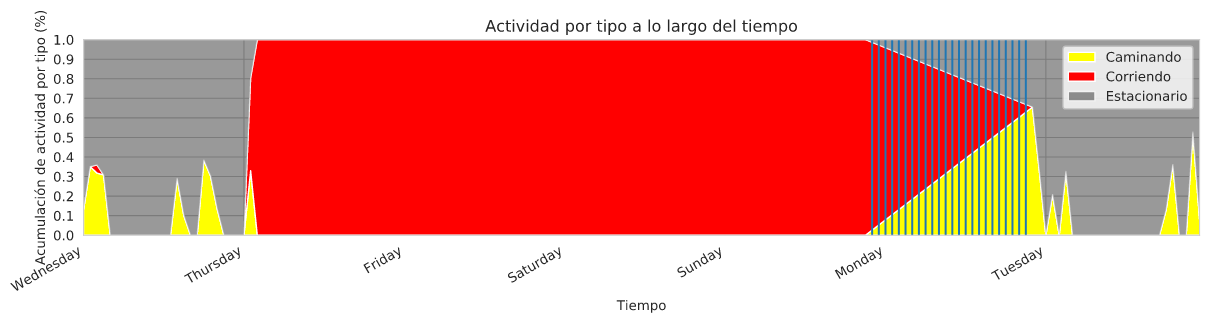 Actividad por tipo a lo largo del tiempo
Acumulación de actividad por tipo (%)
1.0
0.9
0.8
0.7
0.6
0.5
0.4
0.3
0.2
0.1
0.0
Caminando
Corriendo
Estacionario
Wednesday
Thursday
Friday
Saturday
Sunday
Monday
Tuesday
Tiempo